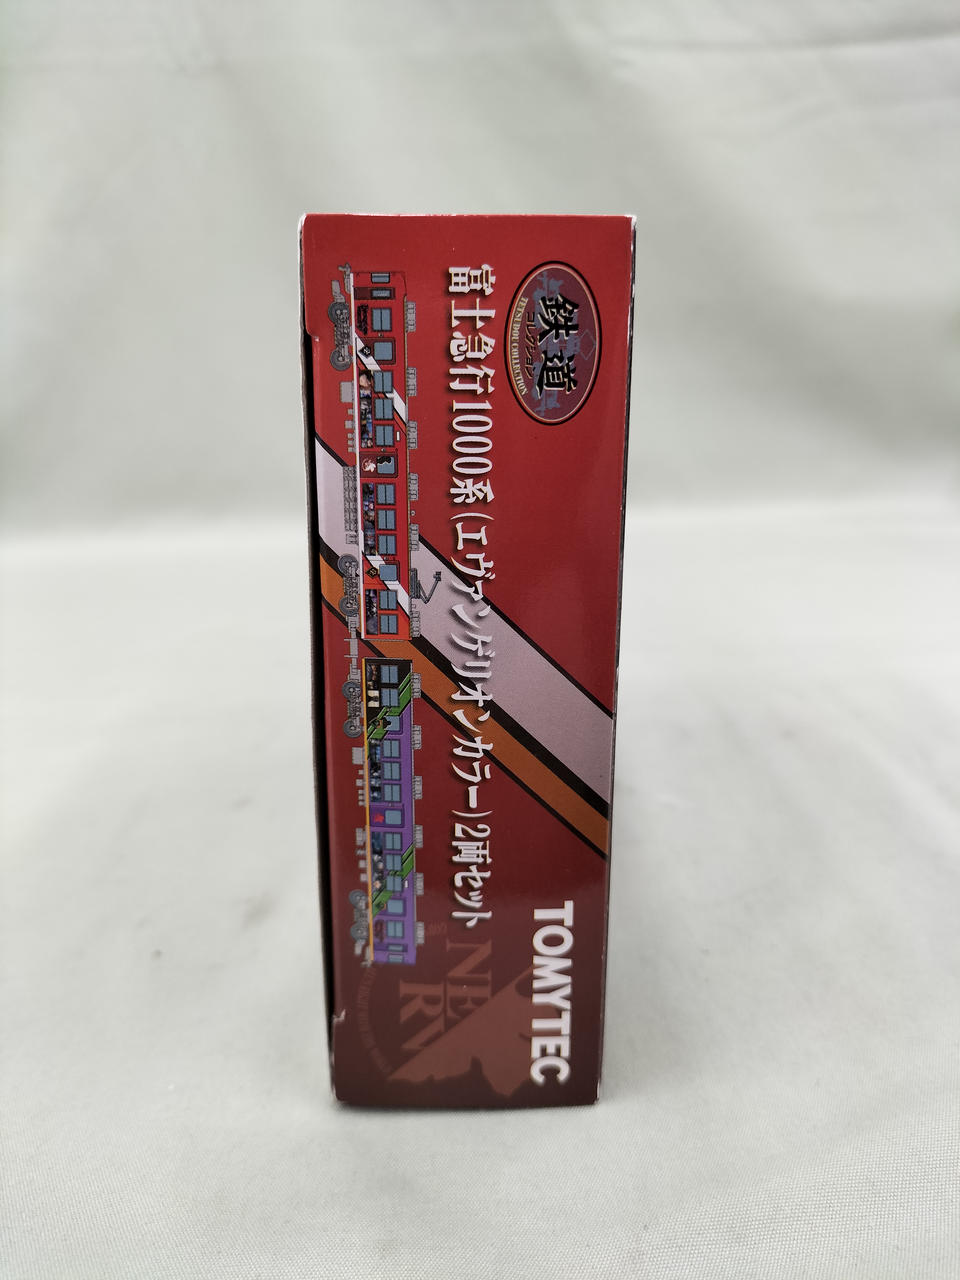 鉄道
コレクション
TETSUDOU COLLECTION
富士急行1000系(エヴァンゲリオンカラー)2両セット
TOMYTEC
NERV